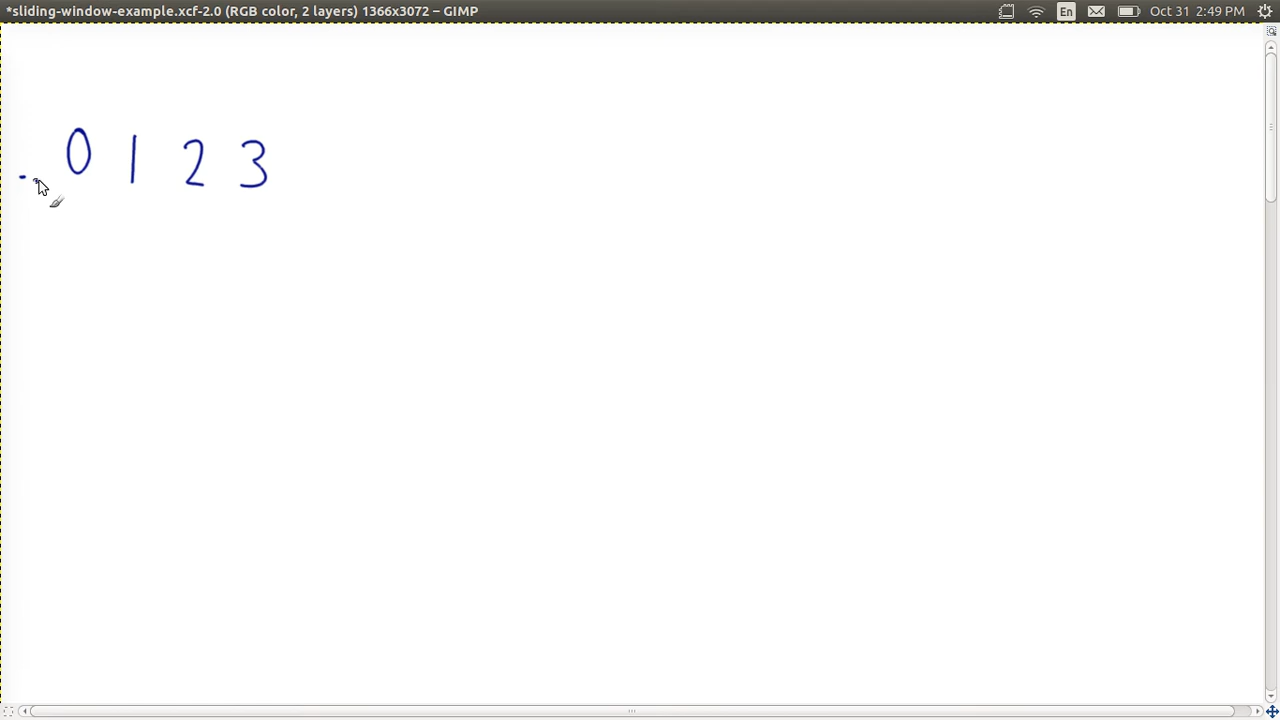 *sliding-window-example.xcf-2.0 (RGB color, 2 layers) 1366x3072 – GIMP En Oct 31 2:49 PM
.. 0 1 2 3